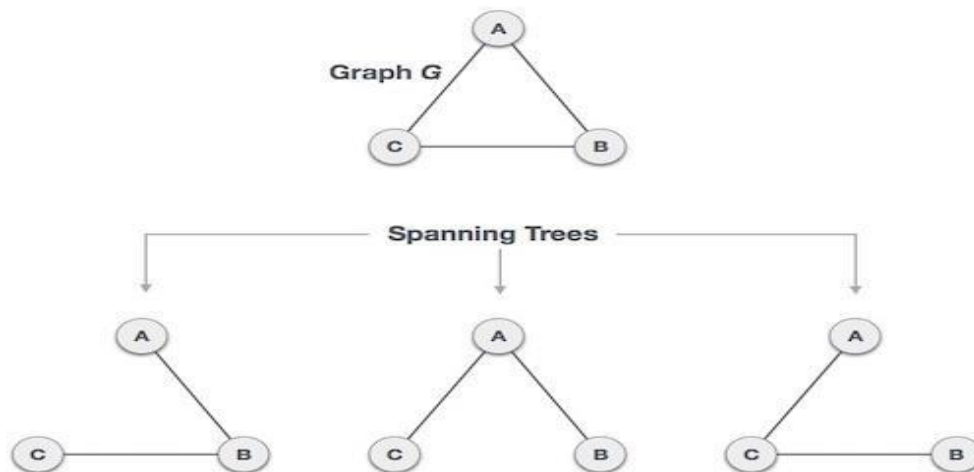 A
Graph G
C B
Spanning Trees
A A A
C B C B C B